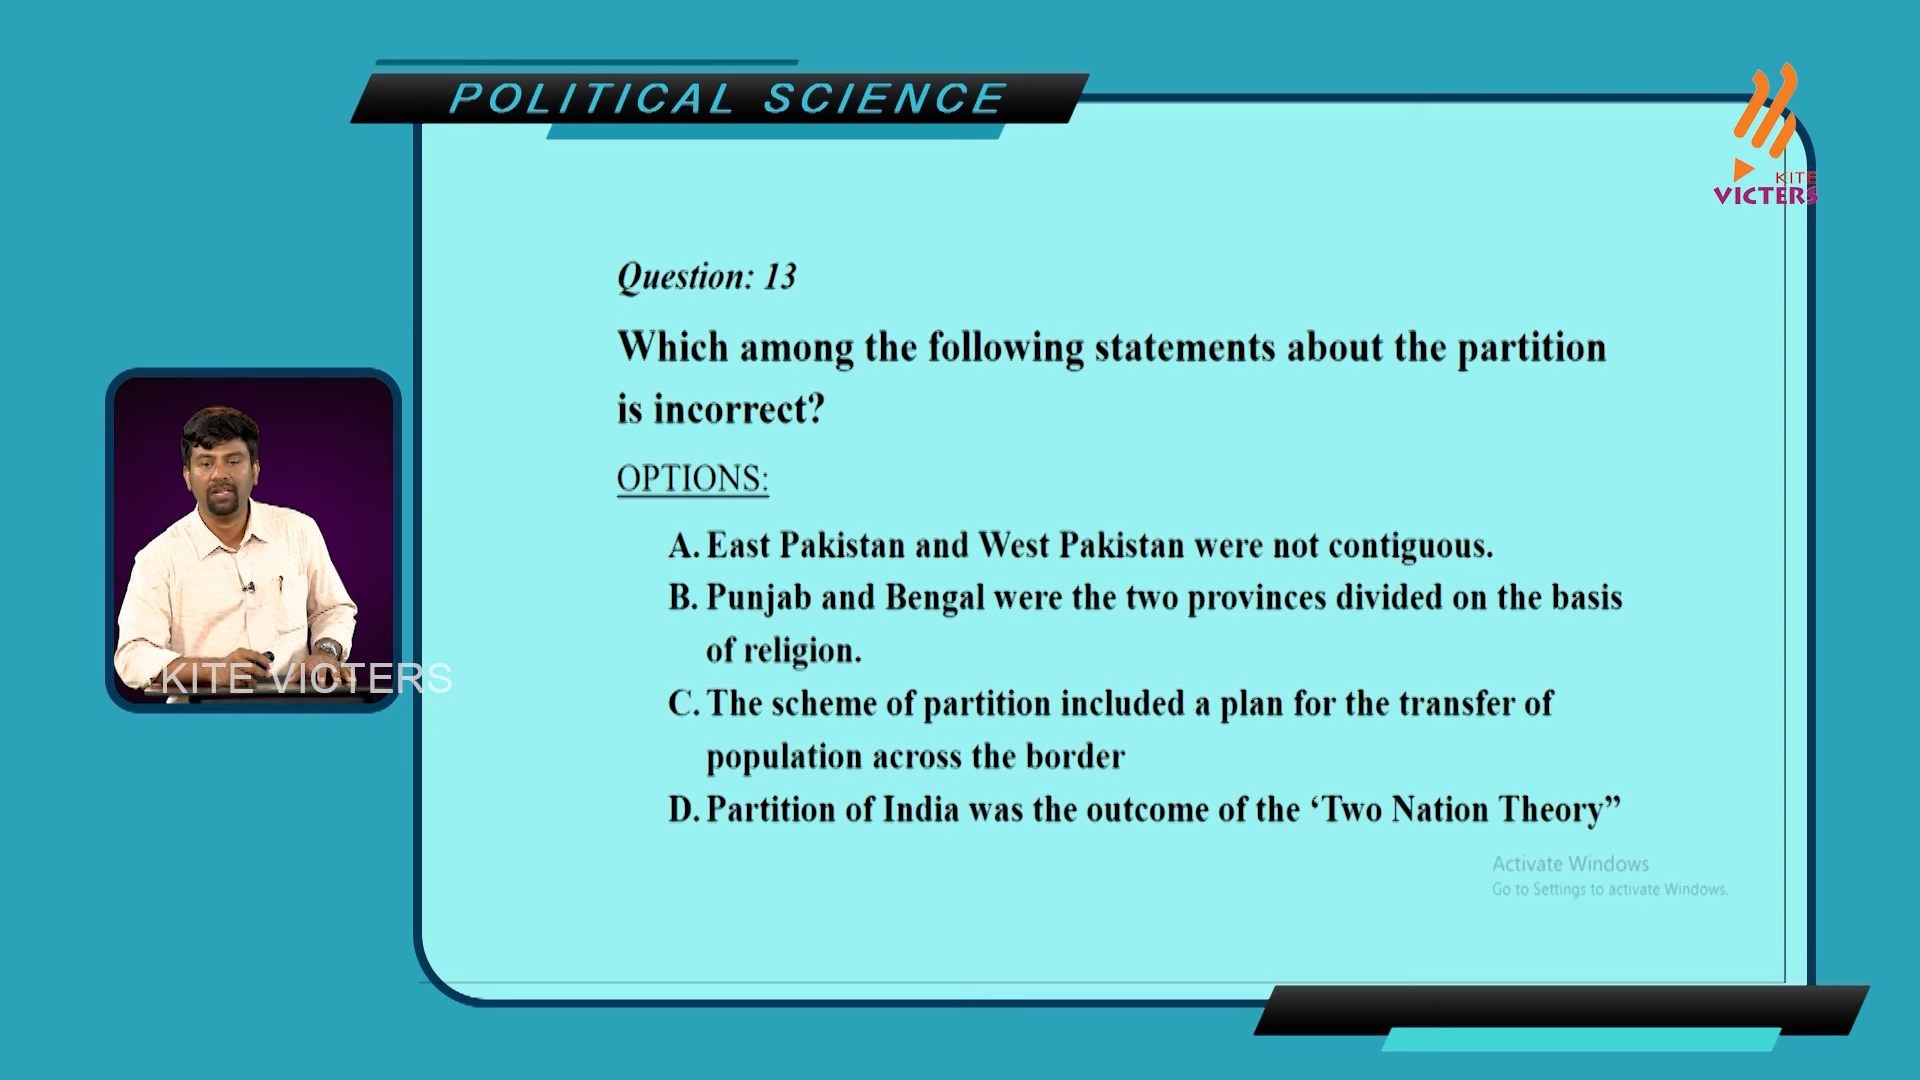 POLITICAL SCIENCE
KITE
VICTERS
Question: 13
Which among the following statements about the partition
is incorrect?
OPTIONS:
A. East Pakistan and West Pakistan were not contiguous.
B. Punjab and Bengal were the two provinces divided on the basis
of religion.
C. The scheme of partition included a plan for the transfer of
population across the border
D. Partition of India was the outcome of the ‘Two Nation Theory”
KITE VICTERS
Activate Windows
Go to Settings to activate Windows.